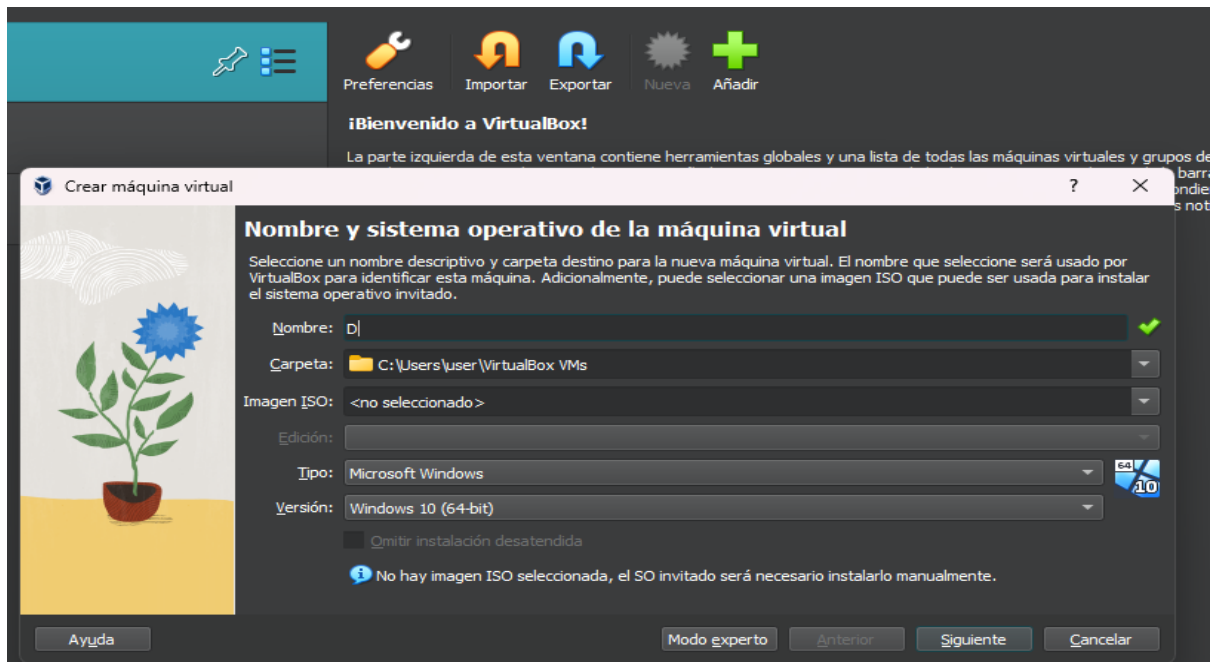 Preferencias Importar Exportar Nueva Añadir
¡Bienvenido a VirtualBox!
La parte izquierda de esta ventana contiene herramientas globales y una lista de todas las máquinas virtuales y grupos de
barra
s not
Crear máquina virtual ?
Nombre y sistema operativo de la máquina virtual
Seleccione un nombre descriptivo y carpeta destino para la nueva máquina virtual. El nombre que seleccione será usado por
VirtualBox para identificar esta máquina. Adicionalmente, puede seleccionar una imagen ISO que puede ser usada para instalar
el sistema operativo invitado.
Nombre: D
Carpeta: C:\Users\user\VirtualBox VMs
Imagen ISO: <no seleccionado>
Edición:
Tipo: Microsoft Windows
64
10
Versión: Windows 10 (64-bit)
Omitir instalación desatendida
No hay imagen ISO seleccionada, el SO invitado será necesario instalarlo manualmente.
Ayuda Modo experto Anterior Siguiente Cancelar